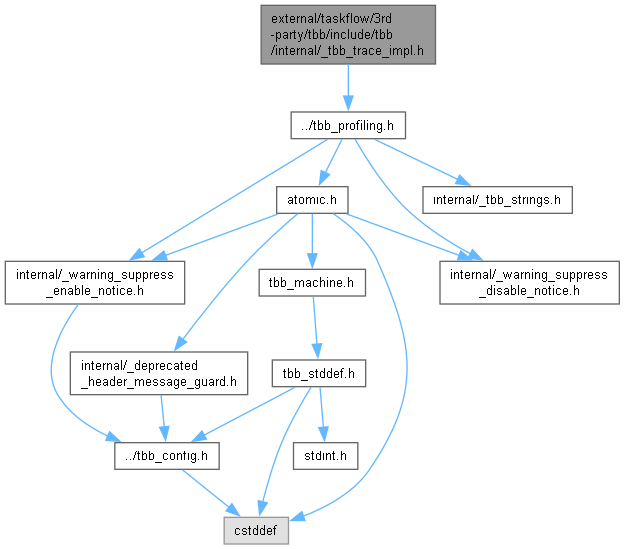 external/taskflow/3rd
-party/tbb/include/tbb
/internal/_tbb_trace_impl.h
../tbb_profiling.h
atomic.h
internal/_tbb_strings.h
internal/_warning_suppress
_enable_notice.h
tbb_machine.h
internal/_warning_suppress
_disable_notice.h
internal/_deprecated
_header_message_guard.h
tbb_stddef.h
../tbb_config.h
stdint.h
cstddef